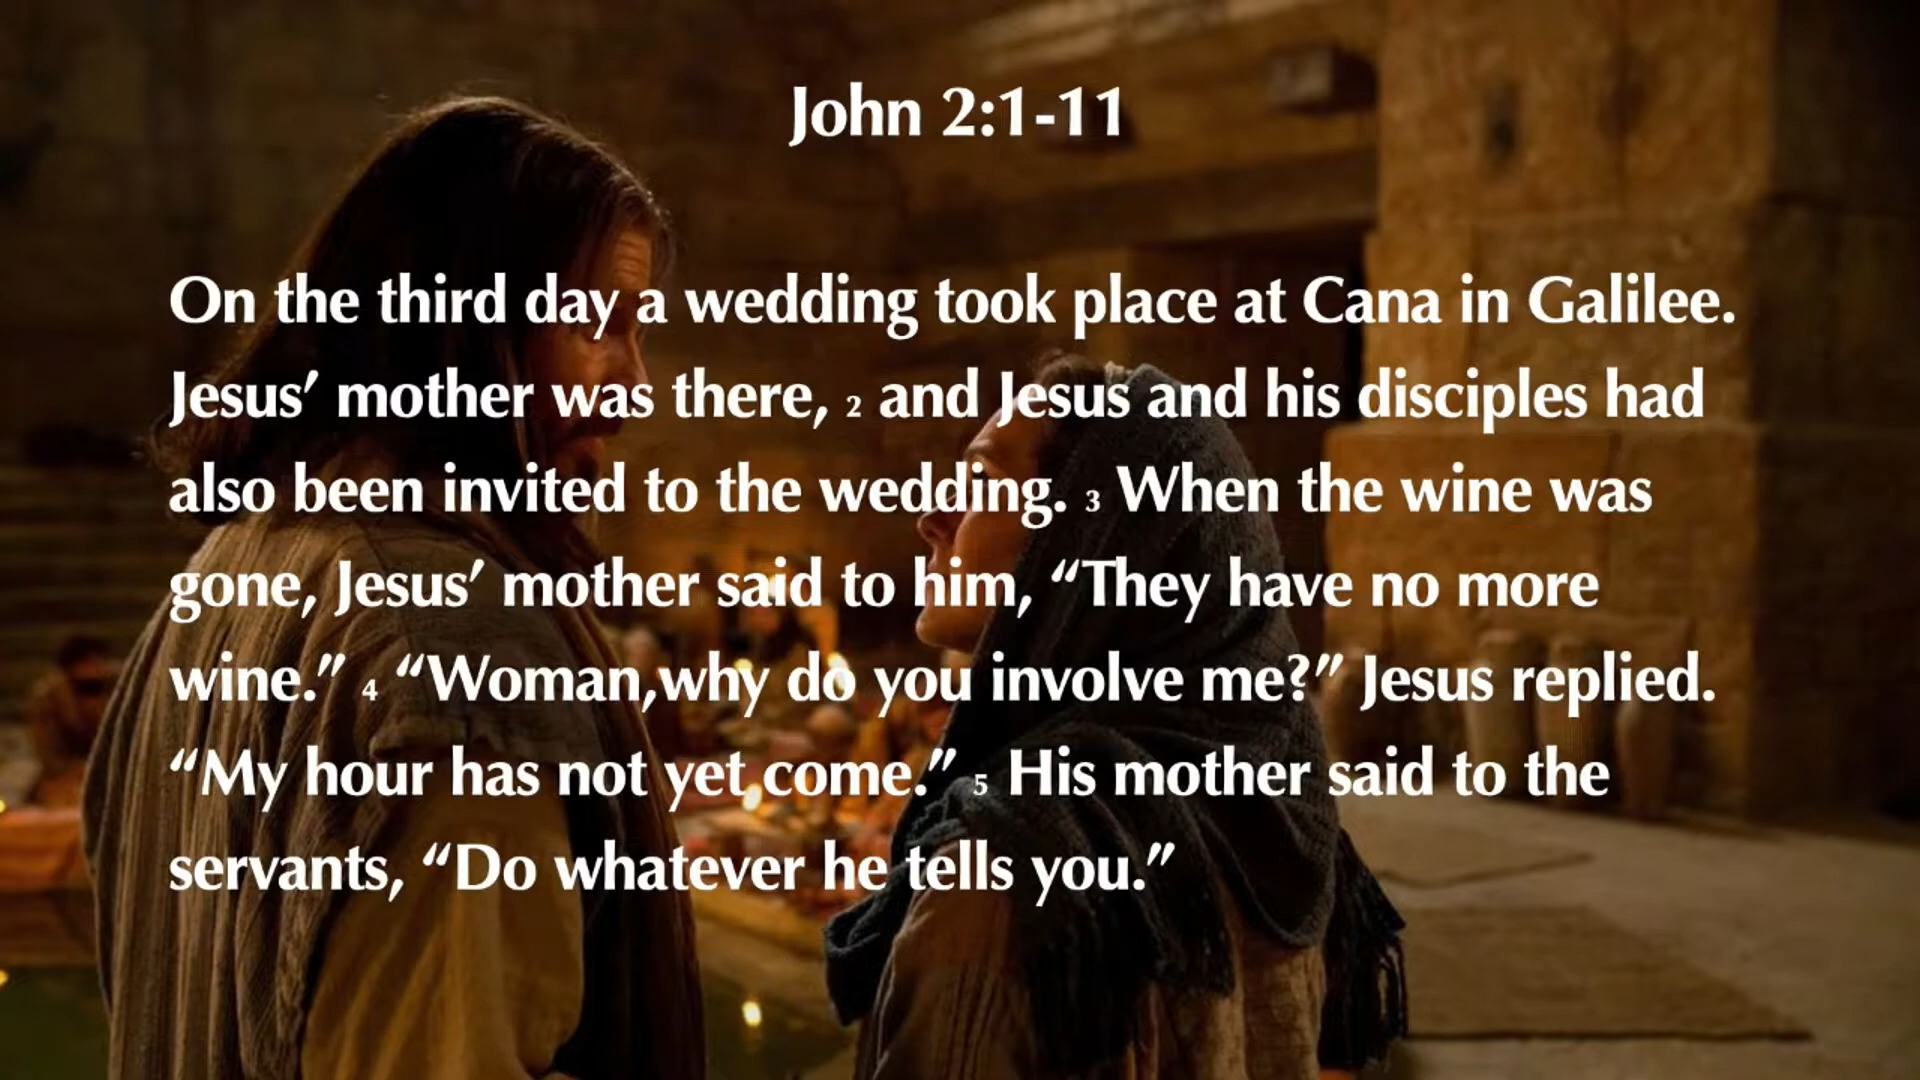 John 2:1-11
On the third day a wedding took place at Cana in Galilee.
Jesus’ mother was there, 2 and Jesus and his disciples had
also been invited to the wedding. 3 When the wine was
gone, Jesus’ mother said to him, “They have no more
wine.” 4 “Woman,why do you involve me?” Jesus replied.
“My hour has not yet come.” 5 His mother said to the
servants, “Do whatever he tells you.”